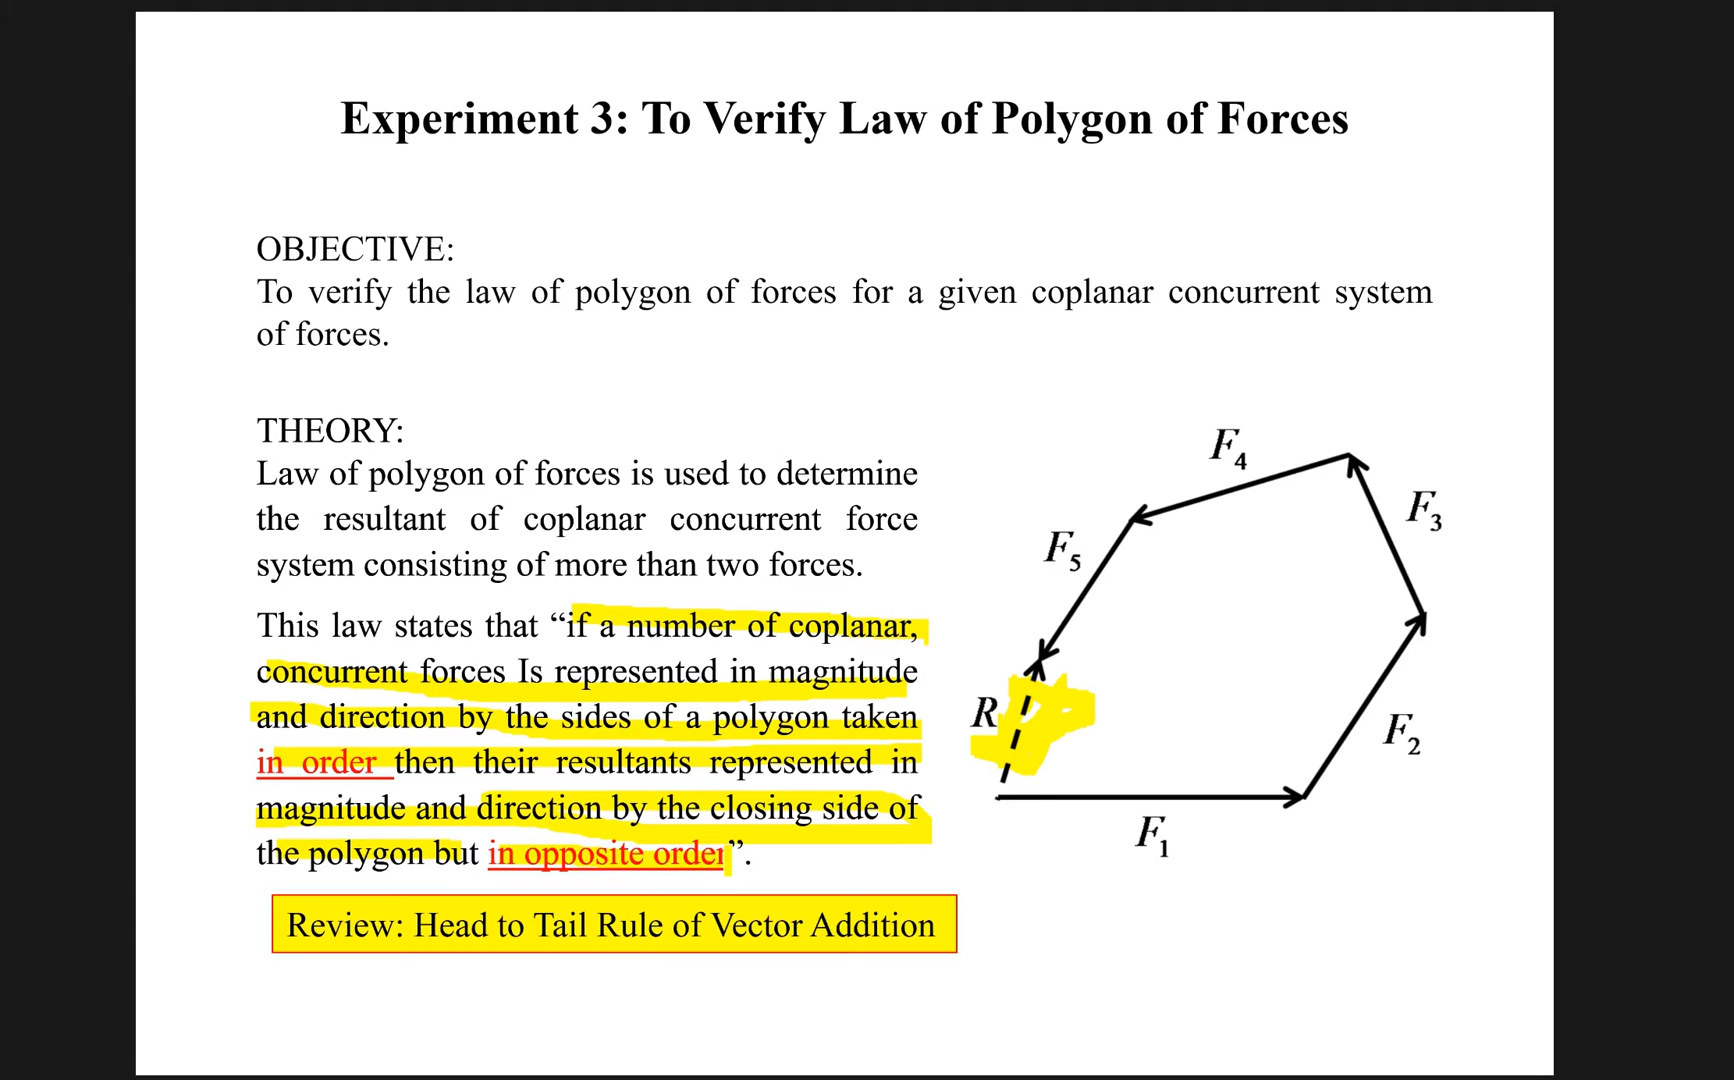 Experiment 3: To Verify Law of Polygon of Forces
OBJECTIVE:
To verify the law of polygon of forces for a given coplanar concurrent system
of forces.
THEORY:
Law of polygon of forces is used to determine
the resultant of coplanar concurrent force
system consisting of more than two forces.
This law states that “if a number of coplanar,
concurrent forces Is represented in magnitude
and direction by the sides of a polygon taken
in order then their resultants represented in
magnitude and direction by the closing side of
the polygon but in opposite order”.
Review: Head to Tail Rule of Vector Addition
F4
F3
F5
R
F2
F1